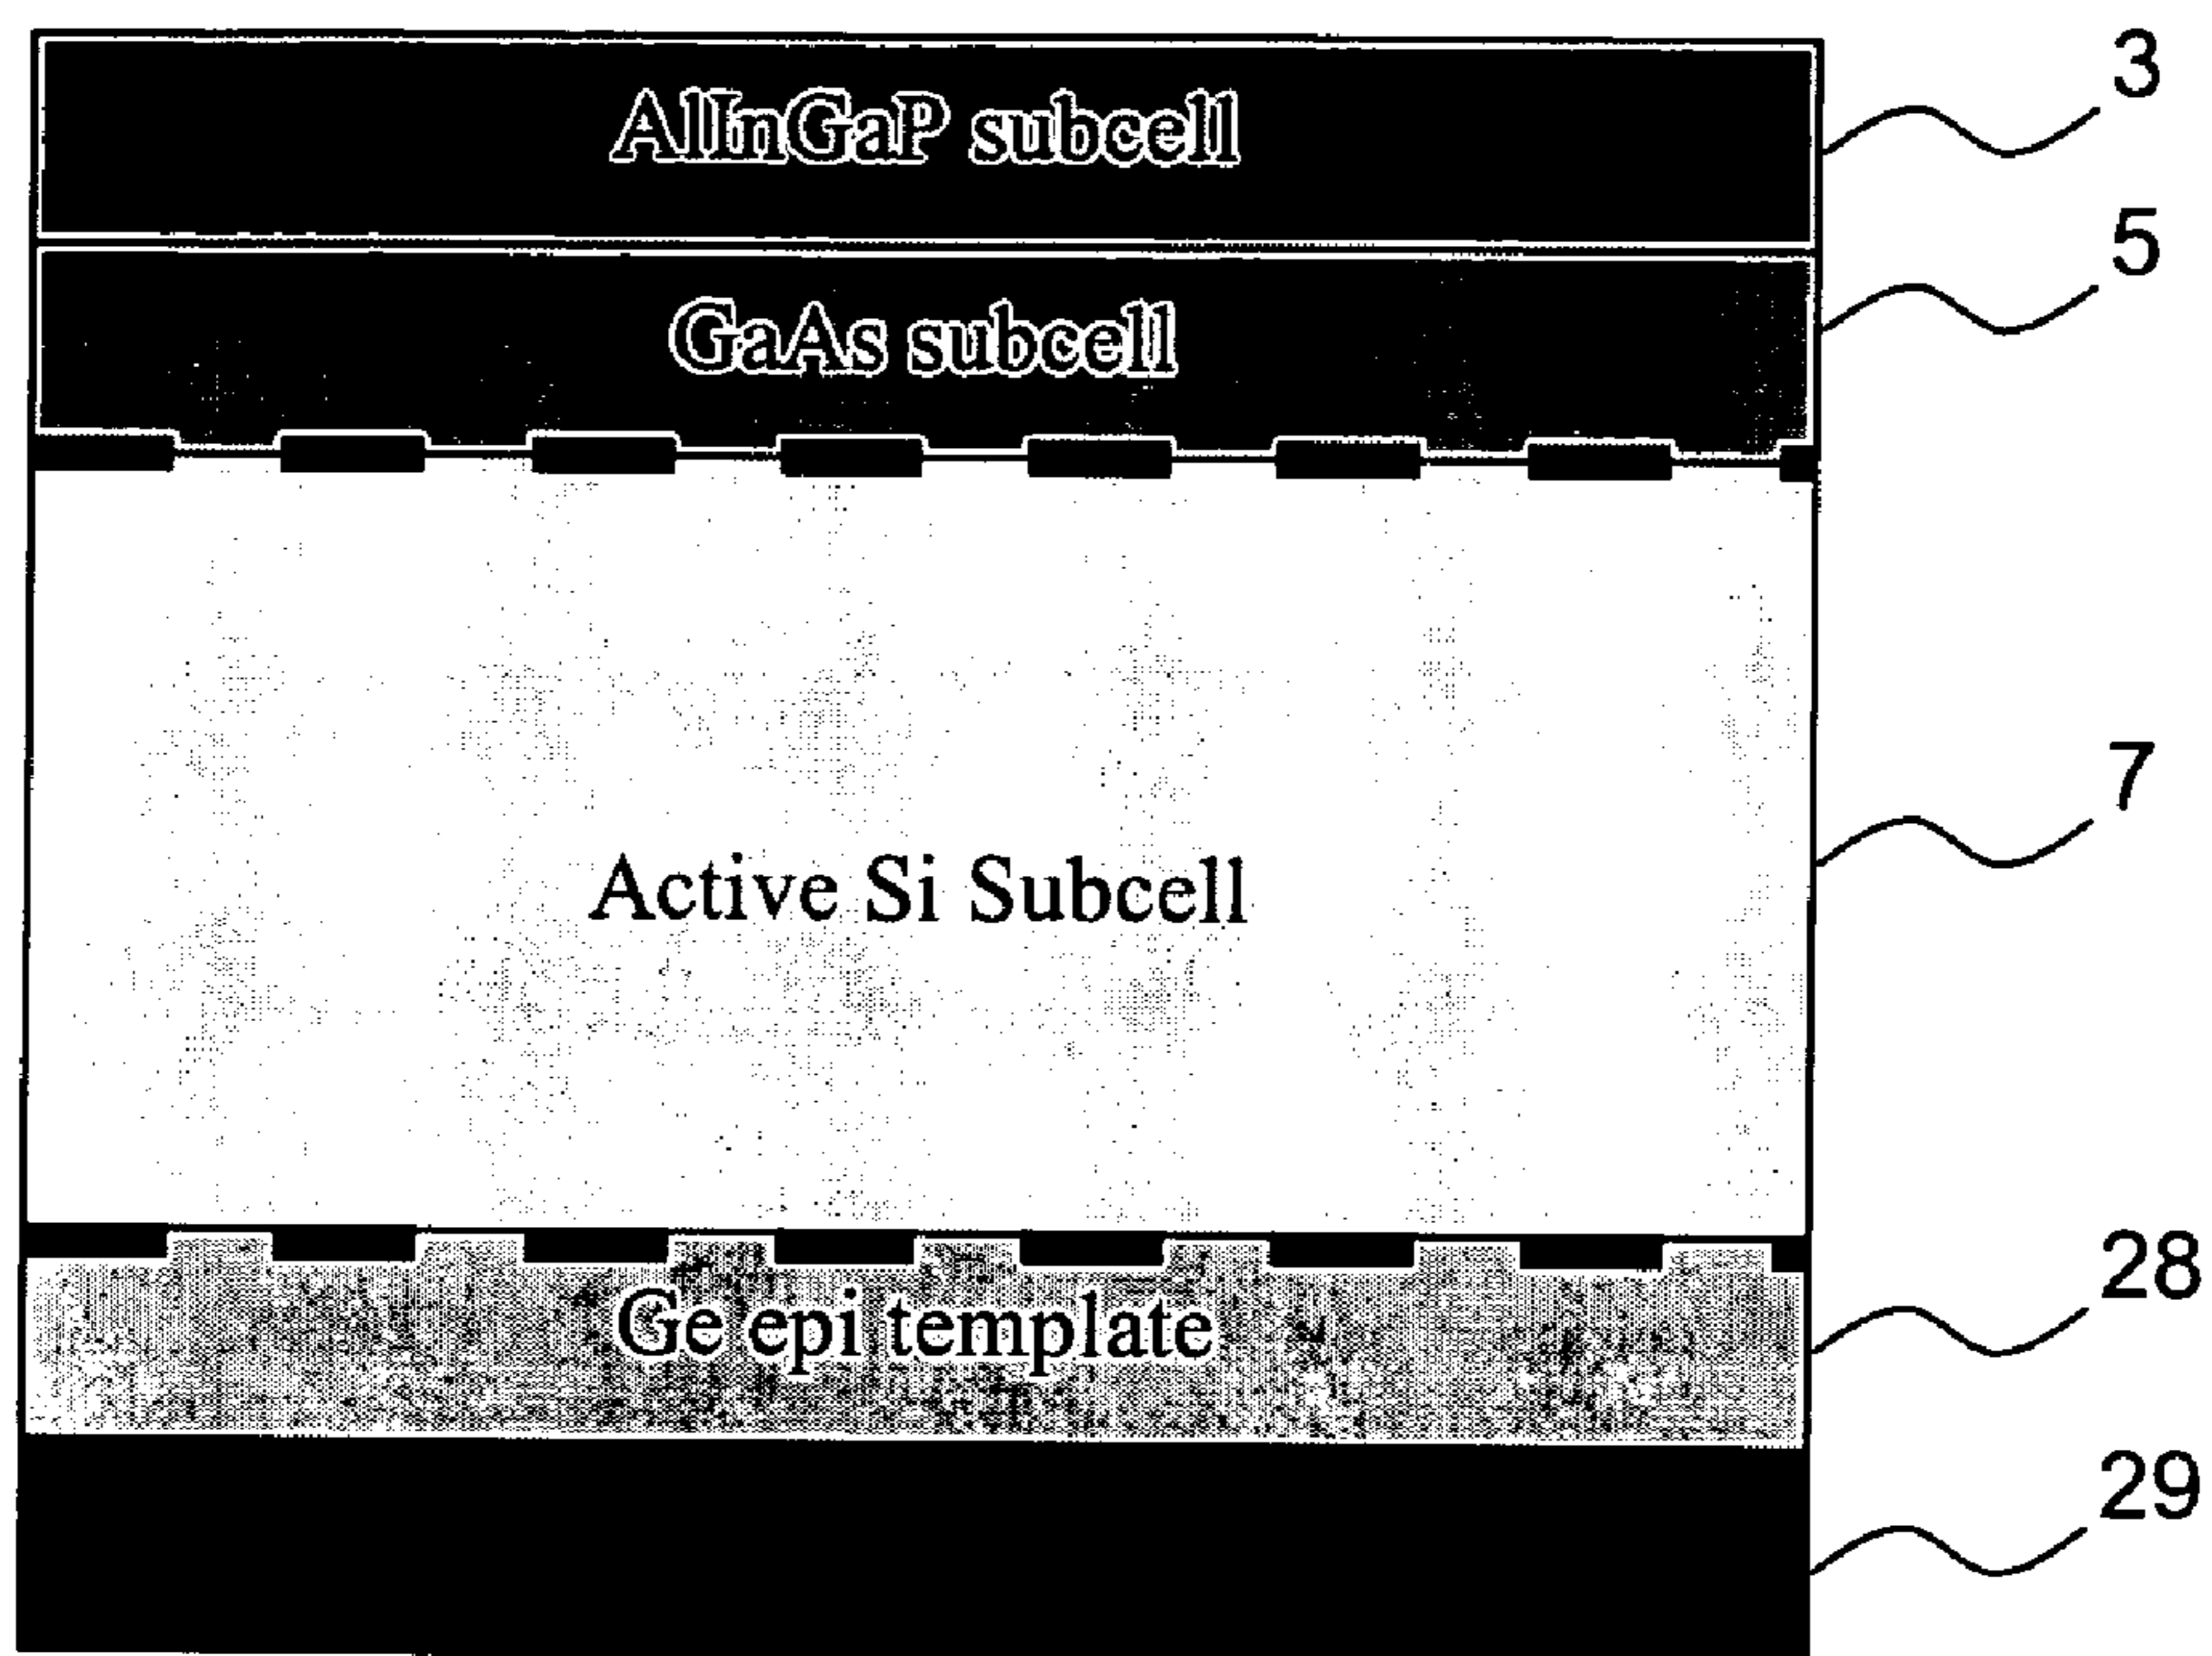 AlInGaP subcell
3
GaAs subcell
5
Active Si Subcell
7
Ge epi template
28
29